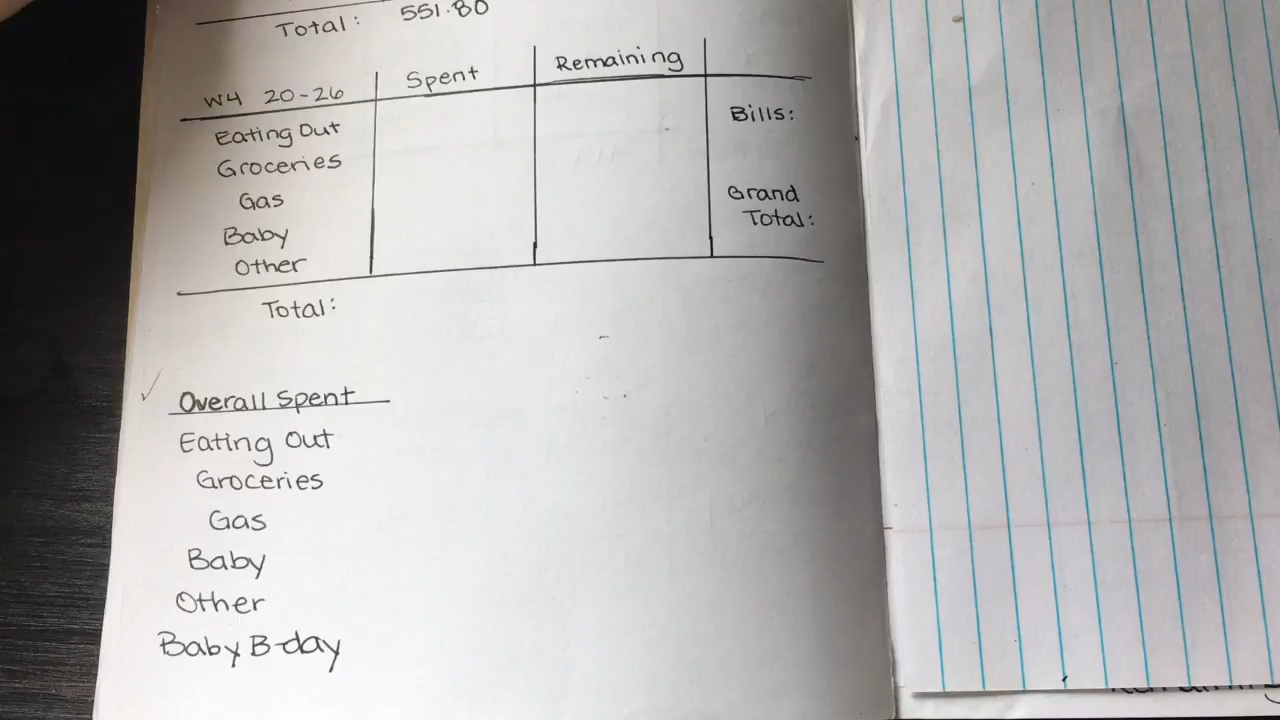 Total: 551.80
W4 20-26 Spent Remaining
Eating Out
Bills:
Groceries
Gas
Grand
Total:
Baby
Other
Total:
Overall Spent
Eating Out
Groceries
Gas
Baby
Other
Baby B-day